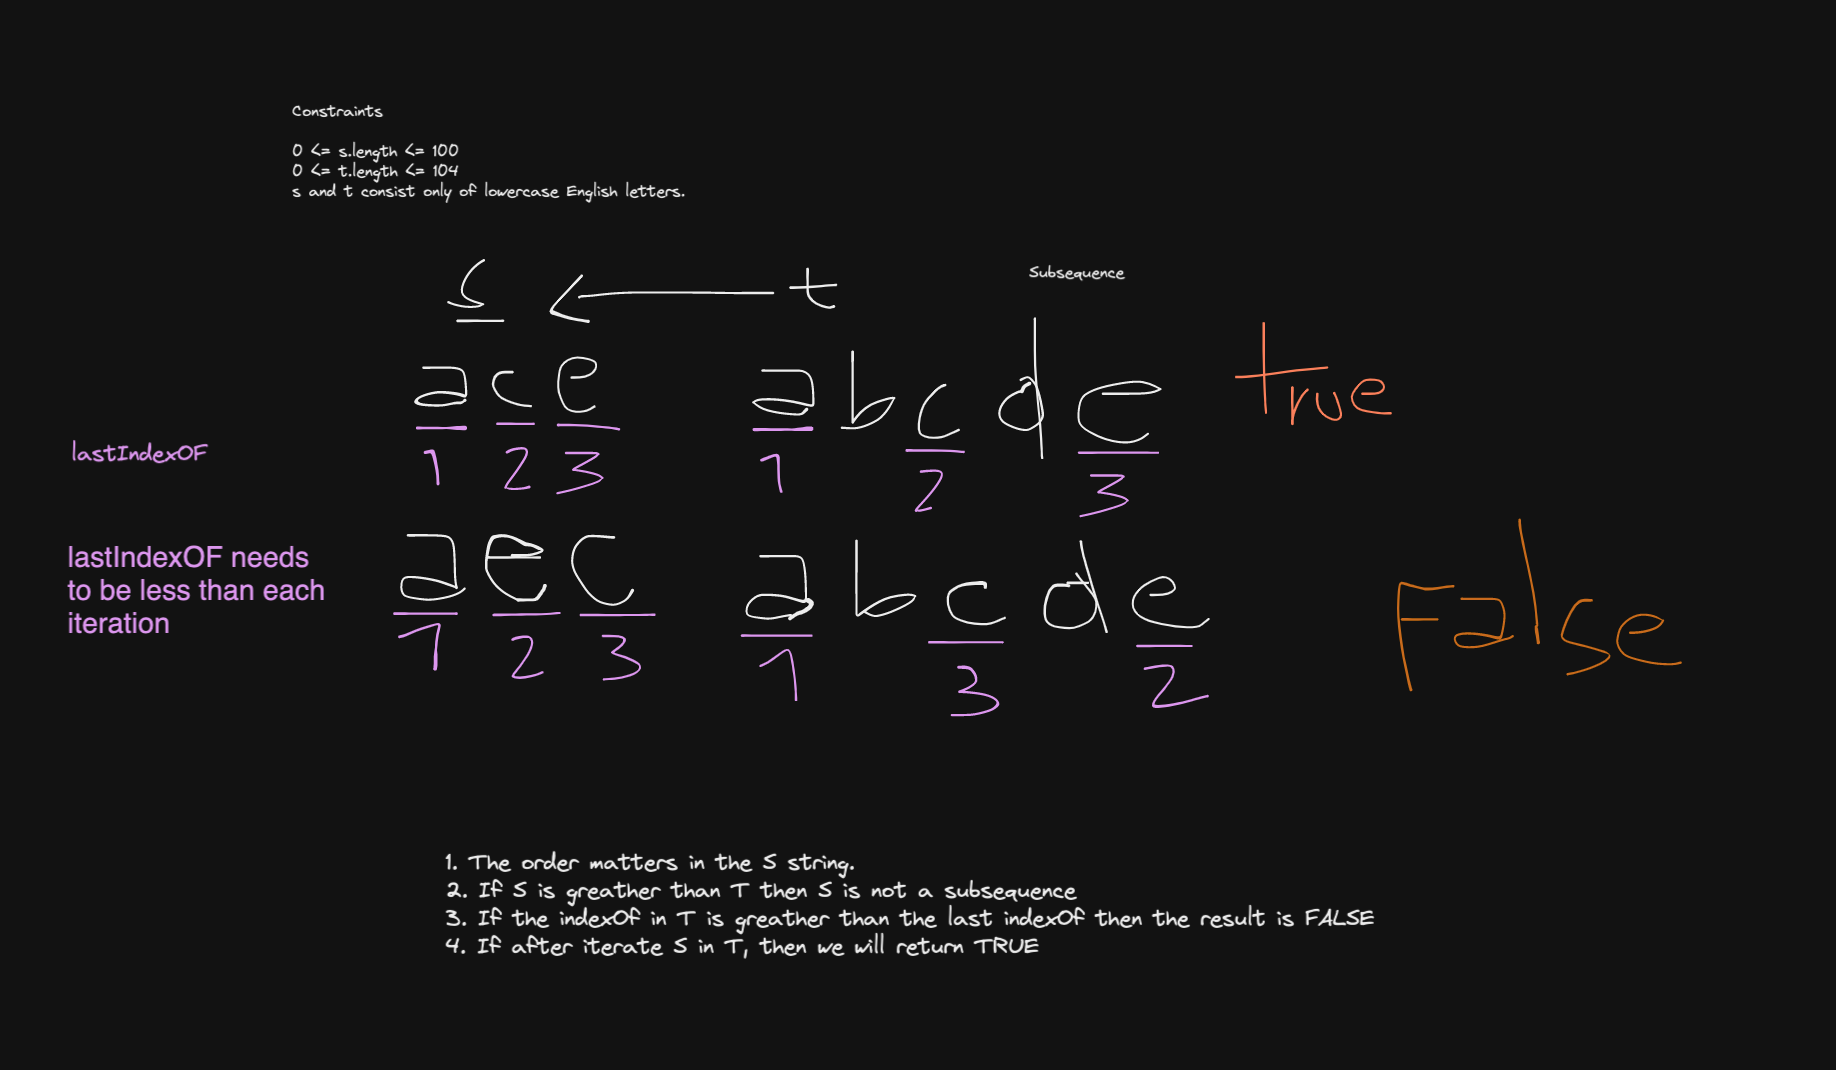 Constraints
0 <= s.length <= 100
0 <= t.length <= 104
s and t consist only of lowercase English letters.
s t
Subsequence
ace abcde true
lastIndexOF
1 2 3 1 2 3
aec abcde False
lastIndexOF needs
to be less than each
iteration
1 2 3 1 3 2
1. The order matters in the S string.
2. If S is greather than T then S is not a subsequence
3. If the indexOf in T is greather than the last indexOf then the result is FALSE
4. If after iterate S in T, then we will return TRUE